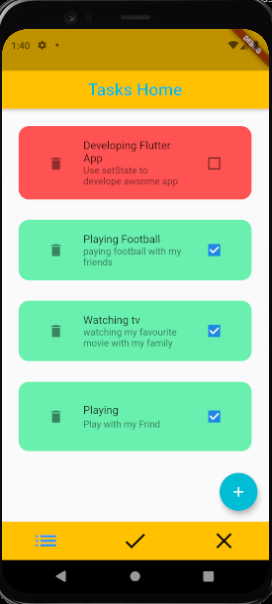 1:40
DEBUG
Tasks Home
Developing Flutter
App
Use setState to
develope awsome app
Playing Football
paying football with my
friends
Watching tv
watching my favourite
movie with my family
Playing
Play with my Frind